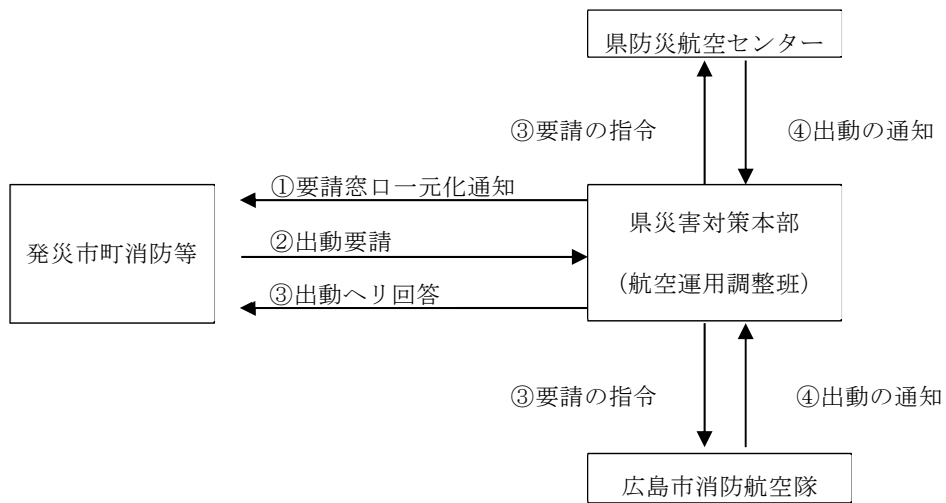 県防災航空センター
③要請の指令
④出動の通知
①要請窓口一元化通知
②出動要請
③出動ヘリ回答
発災市町消防等
県災害対策本部
（航空運用調整班）
③要請の指令
④出動の通知
広島市消防航空隊